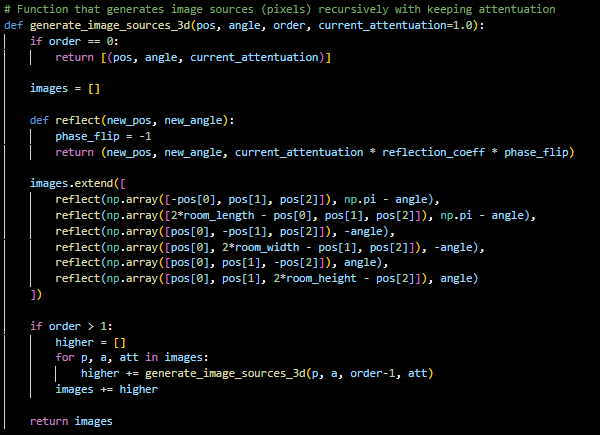 # Function that generates image sources (pixels) recursively with keeping attentuation
def generate_image_sources_3d(pos, angle, order, current_attentuation=1.0):
    if order == 0:
        return [(pos, angle, current_attentuation)]

    images = []

    def reflect(new_pos, new_angle):
        phase_flip = -1
        return (new_pos, new_angle, current_attentuation * reflection_coeff * phase_flip)

    images.extend([
        reflect(np.array([-pos[0], pos[1], pos[2]]), np.pi - angle),
        reflect(np.array([2*room_length - pos[0], pos[1], pos[2]]), np.pi - angle),
        reflect(np.array([pos[0], -pos[1], pos[2]]), -angle),
        reflect(np.array([pos[0], 2*room_width - pos[1], pos[2]]), -angle),
        reflect(np.array([pos[0], pos[1], -pos[2]]), angle),
        reflect(np.array([pos[0], pos[1], 2*room_height - pos[2]]), angle)
    ])

    if order > 1:
        higher = []
        for p, a, att in images:
            higher += generate_image_sources_3d(p, a, order-1, att)
        images += higher

    return images